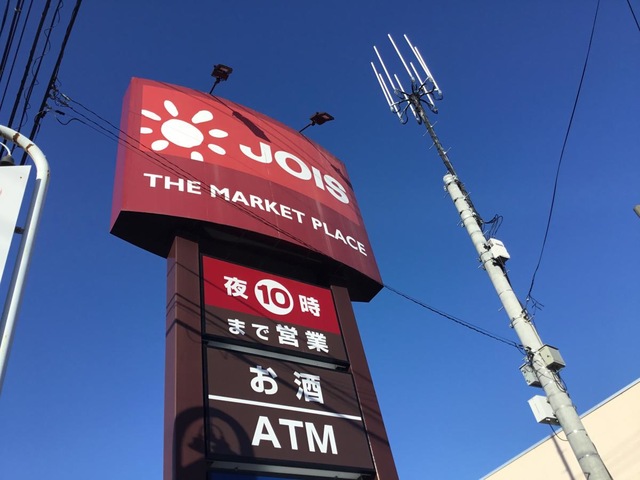 JOIS
THE MARKET PLACE
夜10時
まで営業
お酒
ATM